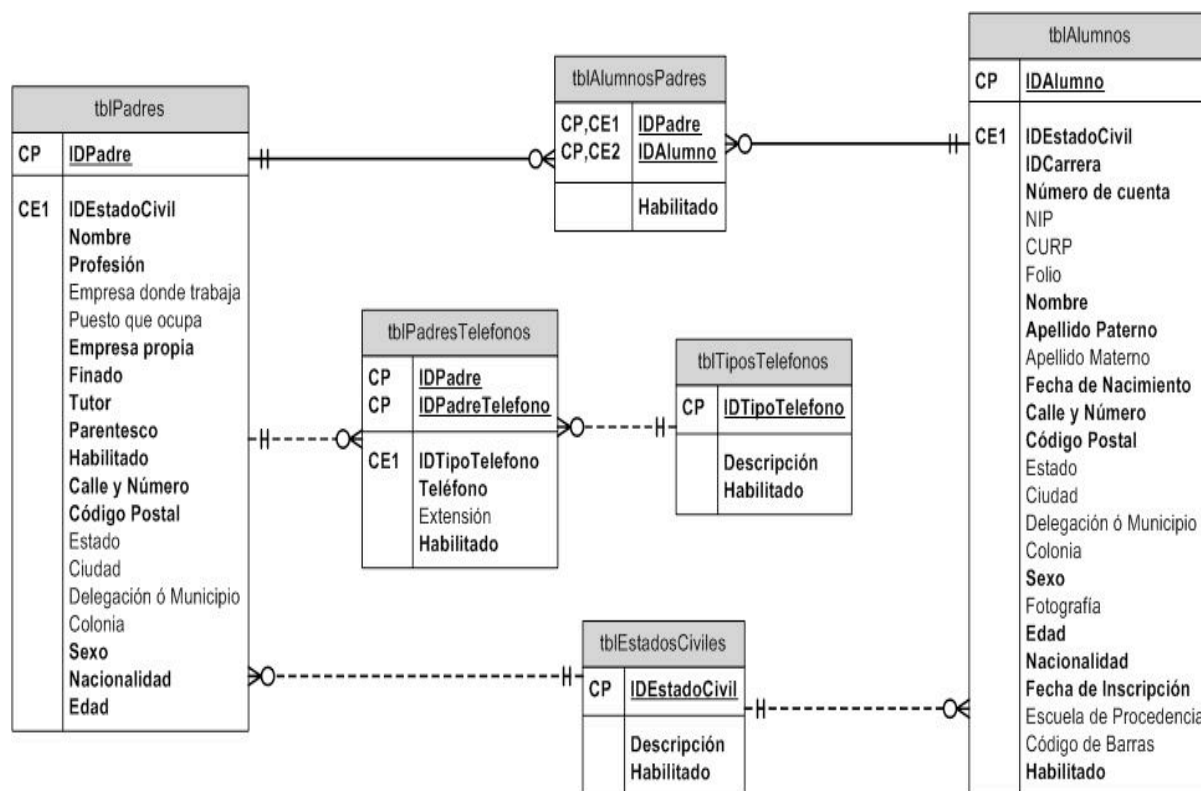 tblPadres
CP IDPadre
CE1 IDEstadoCivil
Nombre
Profesión
Empresa donde trabaja
Puesto que ocupa
Empresa propia
Finado
Tutor
Parentesco
Habilitado
Calle y Número
Código Postal
Estado
Ciudad
Delegación ó Municipio
Colonia
Sexo
Nacionalidad
Edad
tblAlumnosPadres
CP,CE1 IDPadre
CP,CE2 IDAlumno
Habilitado
tblPadresTelefonos
CP IDPadre
CP IDPadreTelefono
CE1 IDTipoTelefono
Teléfono
Extensión
Habilitado
tblTiposTelefonos
CP IDTipoTelefono
Descripción
Habilitado
tblEstadosCiviles
CP IDEstadoCivil
Descripción
Habilitado
tblAlumnos
CP IDAlumno
CE1 IDEstadoCivil
IDCarrera
Número de cuenta
NIP
CURP
Folio
Nombre
Apellido Paterno
Apellido Materno
Fecha de Nacimiento
Calle y Número
Código Postal
Estado
Ciudad
Delegación ó Municipio
Colonia
Sexo
Fotografía
Edad
Nacionalidad
Fecha de Inscripción
Escuela de Procedencia
Código de Barras
Habilitado